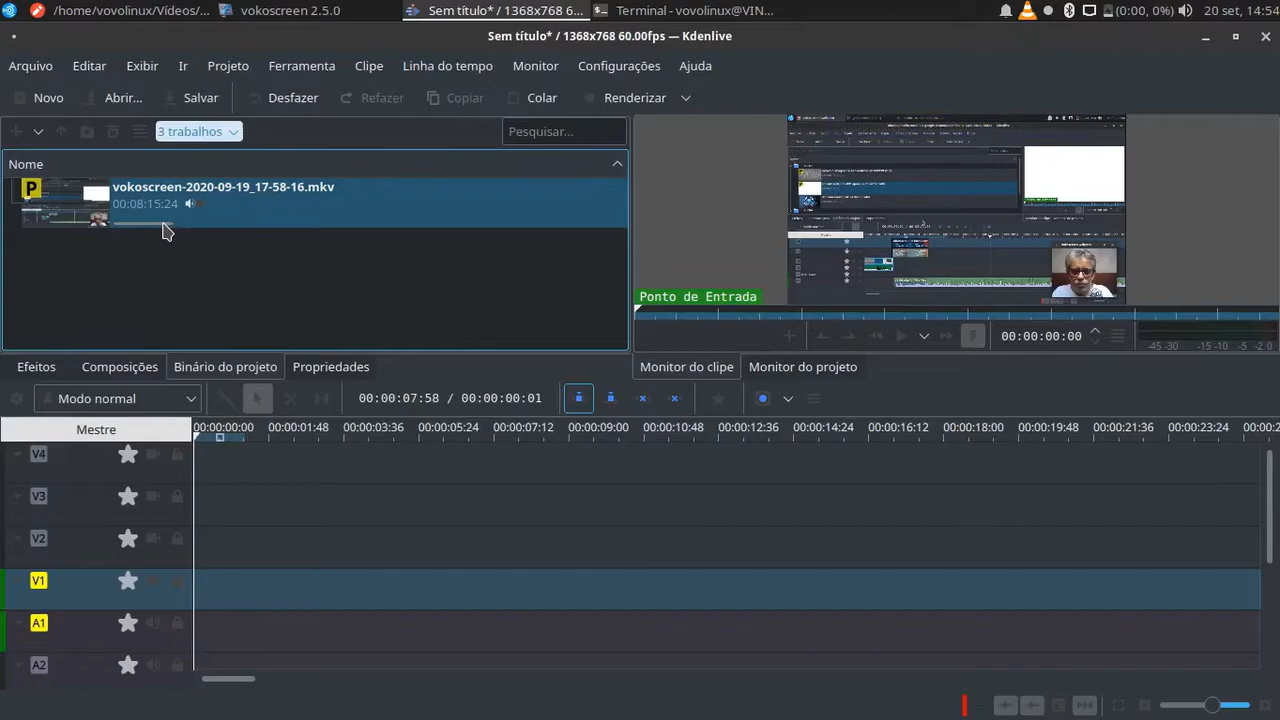 /home/vovolinux/Vídeos/...
vokoscreen 2.5.0
Sem título* / 1368x768 6...
Terminal - vovolinux@VIN...
(0:00, 0%)
20 set, 14:54
Sem título* / 1368x768 60.00fps — Kdenlive
Arquivo Editar Exibir Ir Projeto Ferramenta Clipe Linha do tempo Monitor Configurações Ajuda
Novo Abrir... Salvar Desfazer Refazer Copiar Colar Renderizar
3 trabalhos
Pesquisar...
Nome
P
vokoscreen-2020-09-19_17-58-16.mkv
00:08:15:24
Ponto de Entrada
00:00:00:00
-45 -30 -15 -10 -5 -2 0
Efeitos Composições Binário do projeto Propriedades
Monitor do clipe Monitor do projeto
Modo normal
00:00:07:58 / 00:00:00:01
Mestre
00:00:00:00 00:00:01:48 00:00:03:36 00:00:05:24 00:00:07:12 00:00:09:00 00:00:10:48 00:00:12:36 00:00:14:24 00:00:16:12 00:00:18:00 00:00:19:48 00:00:21:36 00:00:23:24 00:00:2
V4
V3
V2
V1
A1
A2